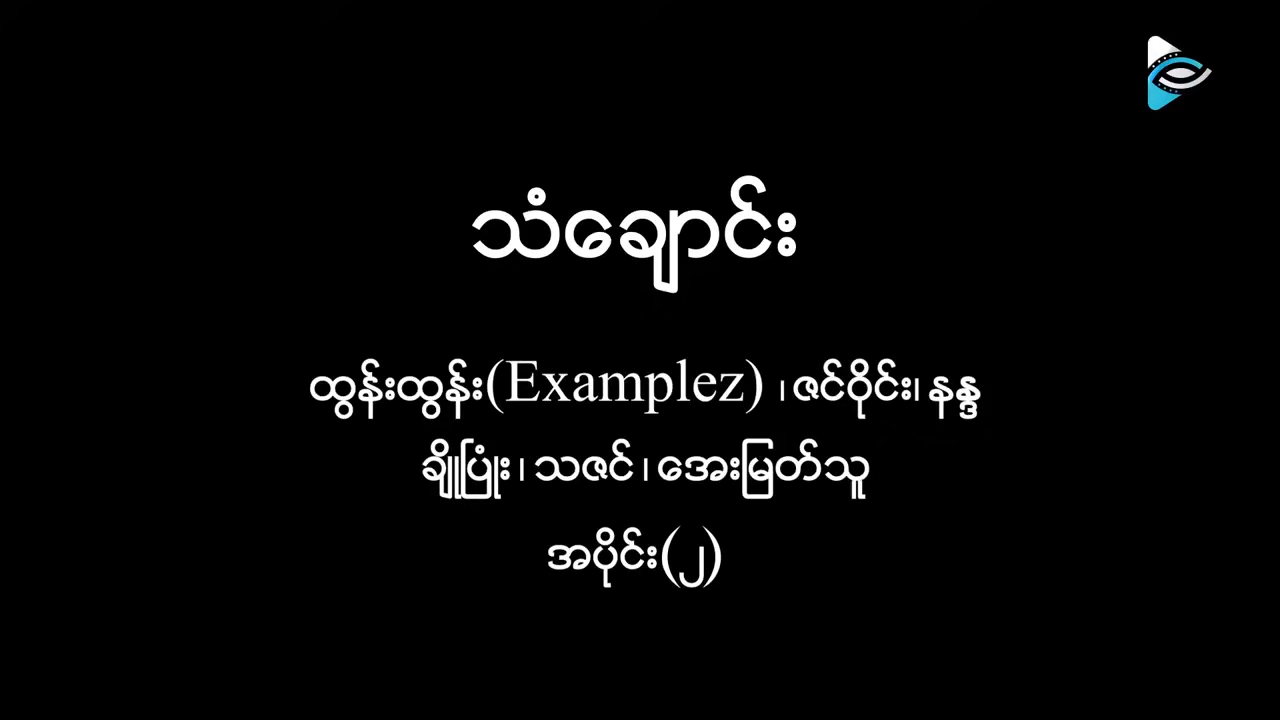 သံချောင်း
ထွန်းထွန်း(Examplez) ၊ ဇင်ဝိုင်း၊ နန္ဒ
ချိုပြုံး ၊ သဇင် ၊ အေးမြတ်သူ
အပိုင်း(၂)